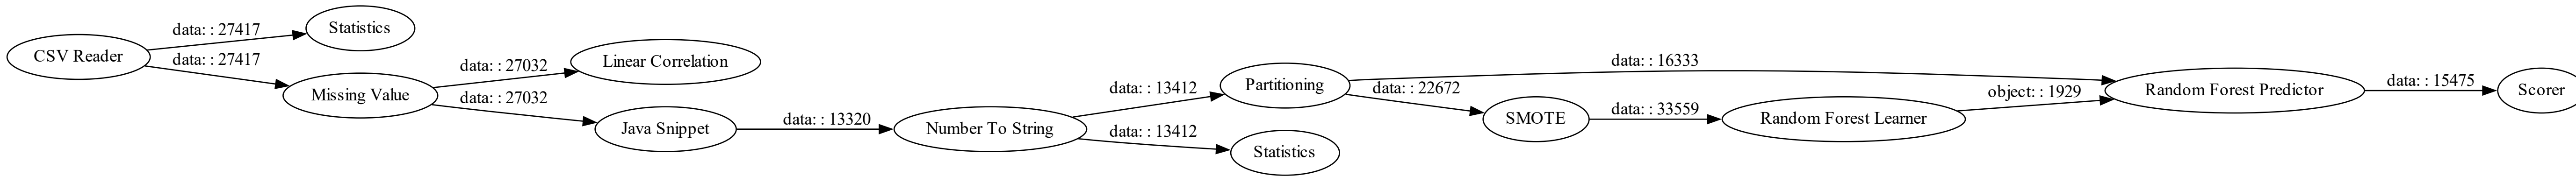 CSV Reader
data: : 27417
data: : 27417
Statistics
Missing Value
data: : 27032
data: : 27032
Linear Correlation
Java Snippet
data: : 13320
Number To String
data: : 13412
data: : 13412
Partitioning
Statistics
data: : 16333
data: : 22672
SMOTE
data: : 33559
Random Forest Learner
object: : 1929
Random Forest Predictor
data: : 15475
Scorer